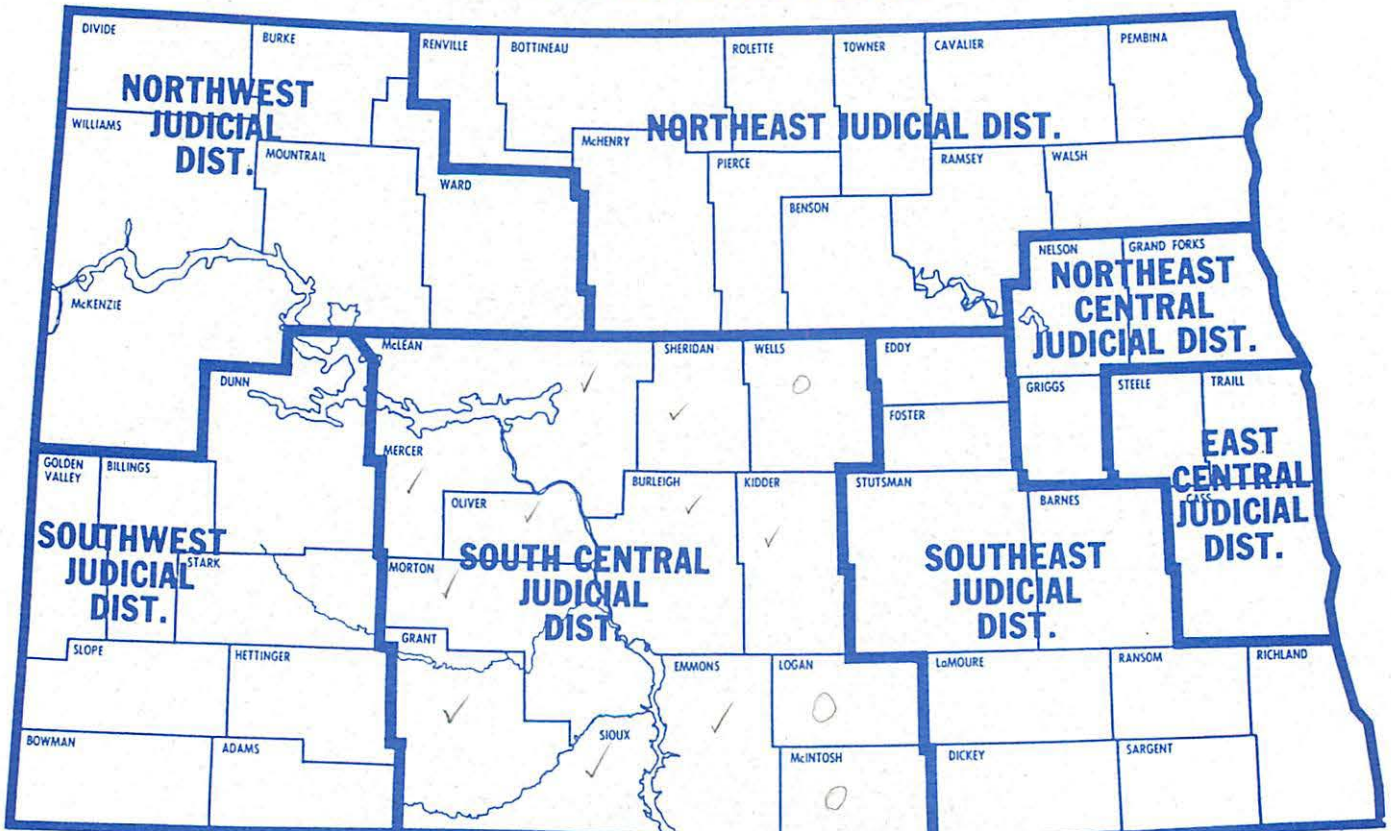 DIVIDE
BURKE
RENVILLE
BOTTINEAU
ROLETTE
TOWNER
CAVALIER
PEMBINA
NORTHWEST
JUDICIAL
DIST.
WILLIAMS
MOUNTRAIL
WARD
McHENRY
NORTHEAST JUDICIAL DIST.
PIERCE
RAMSEY
WALSH
BENSON
NELSON
GRAND FORKS
NORTHEAST
CENTRAL
JUDICIAL DIST.
McKENZIE
DUNN
McLEAN
SHERIDAN
WELLS
EDDY
FOSTER
GRIGGS
STEELE
TRAILL
EAST
CENTRAL
JUDICIAL
DIST.
CASS
MERCER
OLIVER
BURLEIGH
KIDDER
STUTSMAN
BARNES
GOLDEN
VALLEY
BILLINGS
SOUTHWEST
JUDICIAL
DIST.
STARK
MORTON
SOUTH CENTRAL
JUDICIAL
DIST.
SOUTHEAST
JUDICIAL
DIST.
GRANT
SLOPE
HETTINGER
EMMONS
LOGAN
LaMOURE
RANSOM
RICHLAND
BOWMAN
ADAMS
SIOUX
McINTOSH
DICKEY
SARGENT